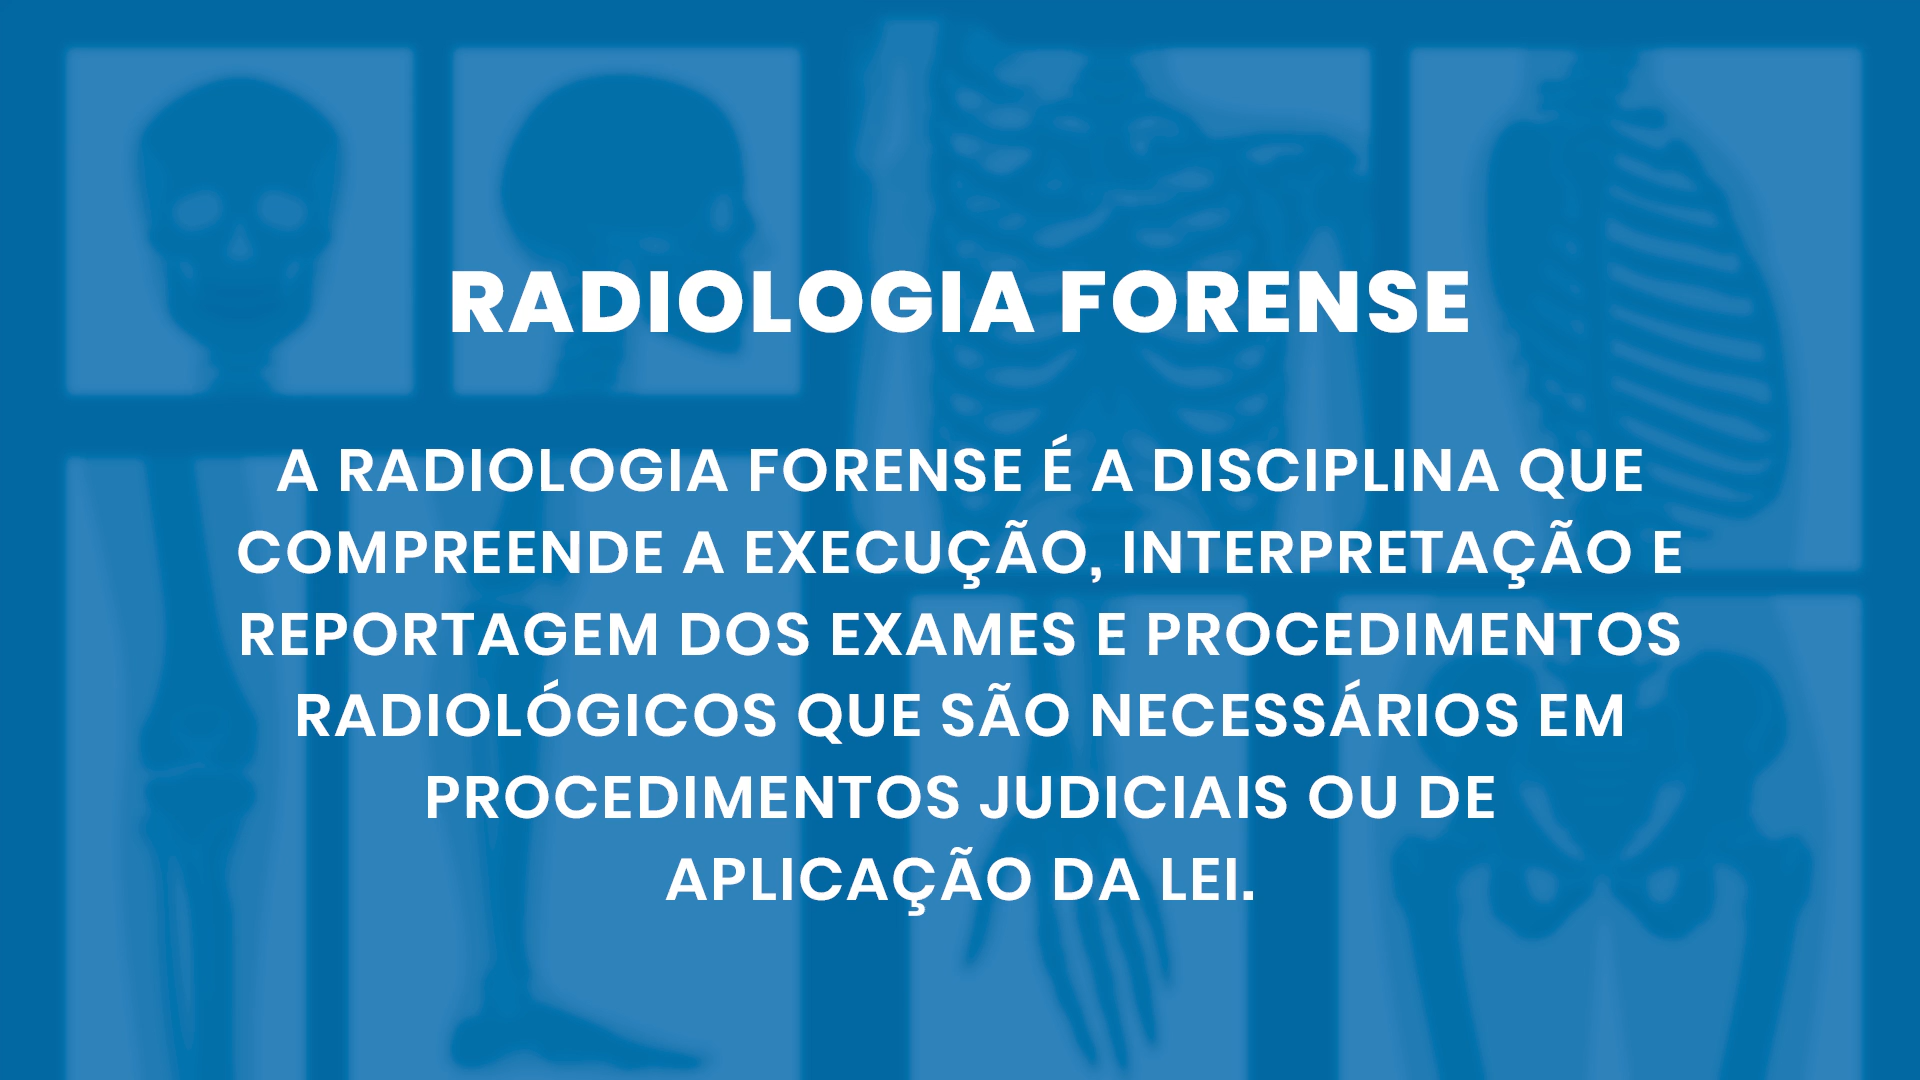 RADIOLOGIA FORENSE
A RADIOLOGIA FORENSE É A DISCIPLINA QUE
COMPREENDE A EXECUÇÃO, INTERPRETAÇÃO E
REPORTAGEM DOS EXAMES E PROCEDIMENTOS
RADIOLÓGICOS QUE SÃO NECESSÁRIOS EM
PROCEDIMENTOS JUDICIAIS OU DE
APLICAÇÃO DA LEI.